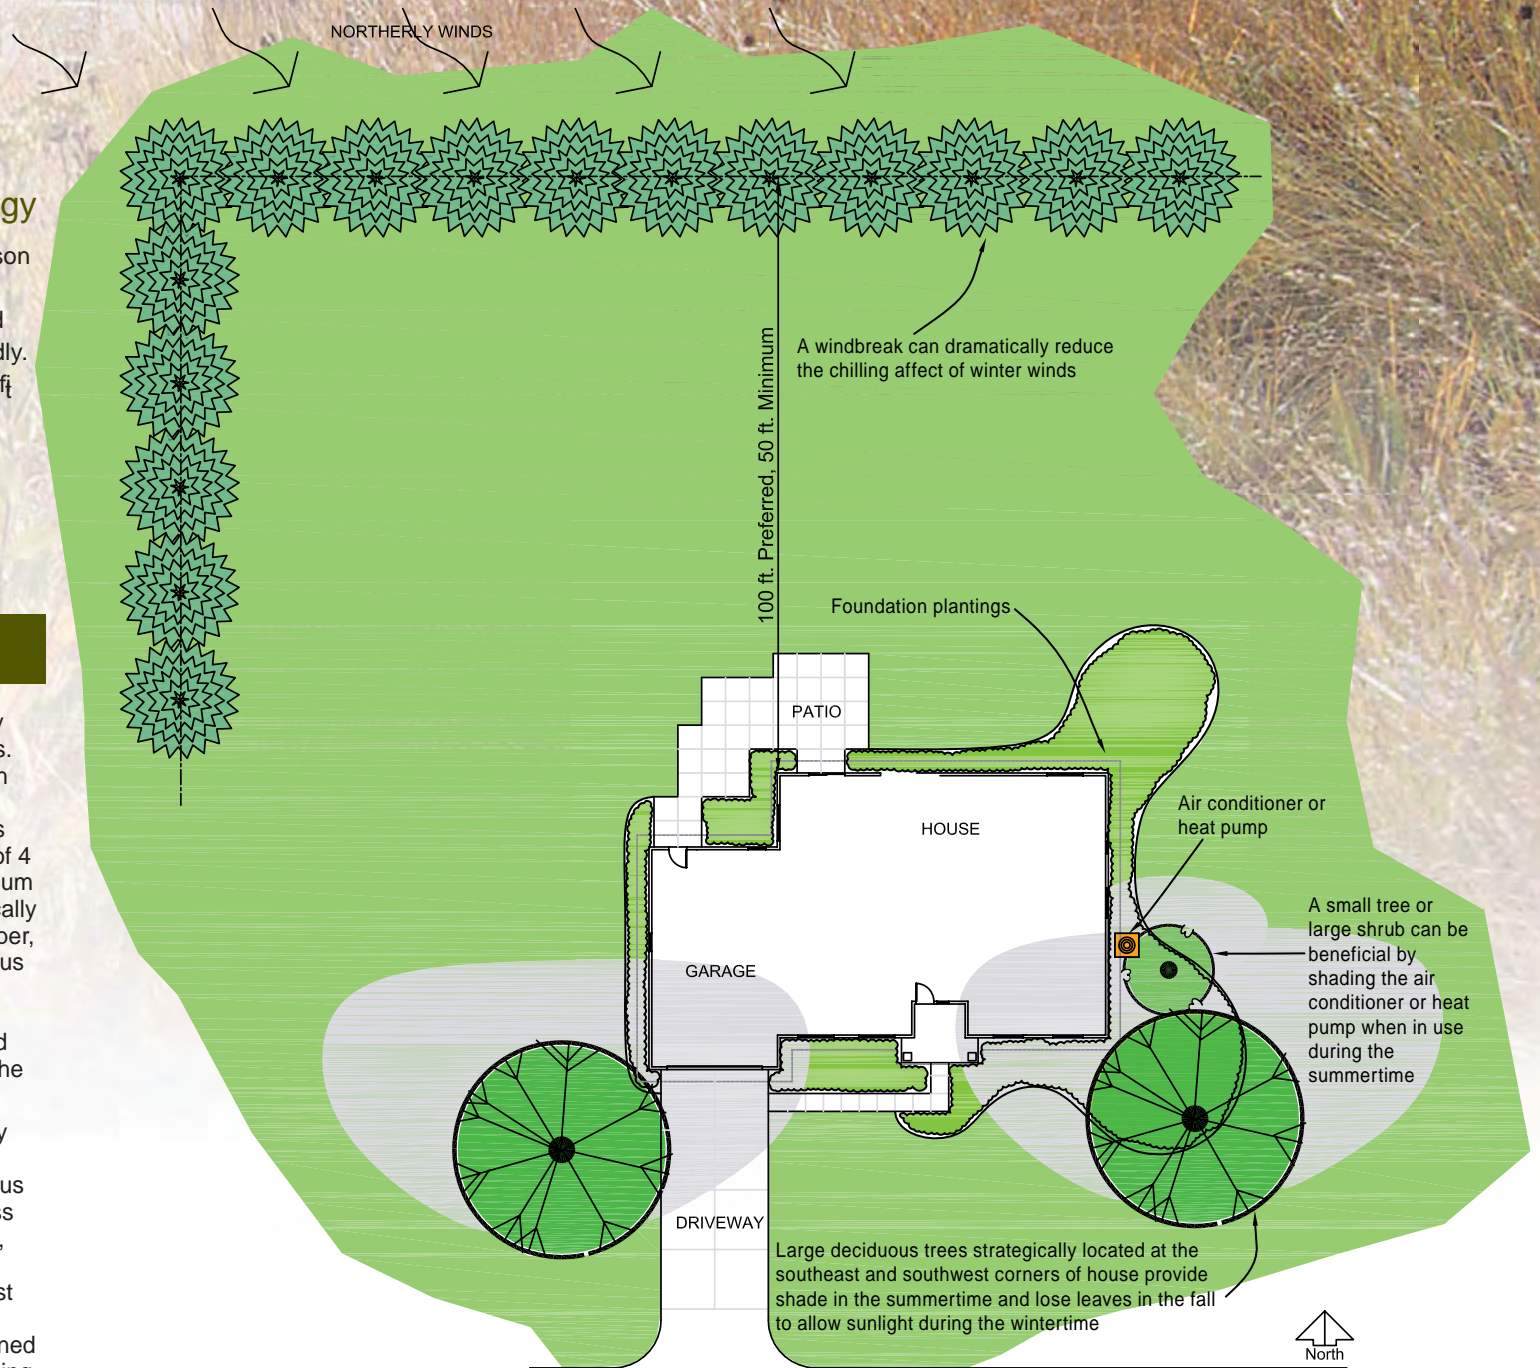 NORTHERLY WINDS
A windbreak can dramatically reduce
the chilling affect of winter winds
100 ft. Preferred, 50 ft. Minimum
Foundation plantings
PATIO
HOUSE
Air conditioner or
heat pump
GARAGE
A small tree or
large shrub can be
beneficial by
shading the air
conditioner or heat
pump when in use
during the
summertime
DRIVEWAY
Large deciduous trees strategically located at the
southeast and southwest corners of house provide
shade in the summertime and lose leaves in the fall
to allow sunlight during the wintertime
North
of 4